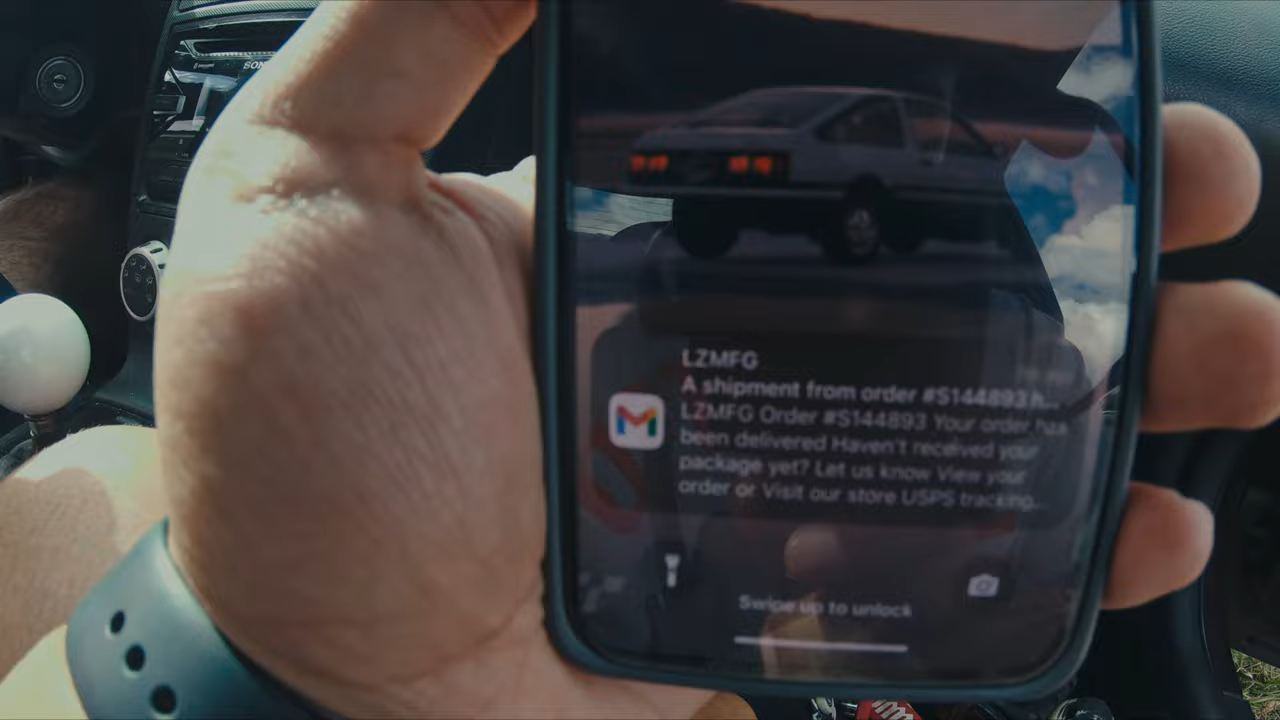 SON
LZMFG
A shipment from order #S144893 h...
LZMFG Order #S144893 Your order has
been delivered Haven't received your
package yet? Let us know View your
order or Visit our store USPS tracking...
Swipe up to unlock